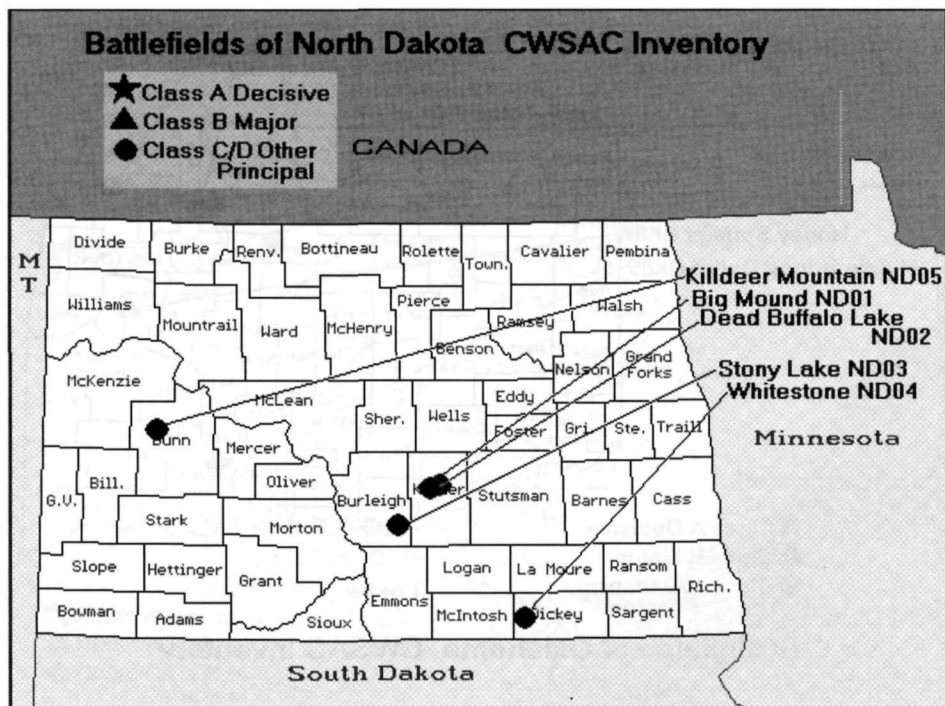 Battlefields of North Dakota CWSAC Inventory
Class A Decisive
Class B Major
Class C/D Other
Principal
CANADA
MT
Divide
Burke
Renv.
Bottineau
Rolette
Town.
Cavalier
Pembina
Killdeer Mountain ND05
Big Mound ND01
Dead Buffalo Lake
ND02
Williams
Mountrail
Ward
McHenry
Pierce
Ramsey
Walsh
Benson
Nelson
Grand
Forks
Stony Lake ND03
Whitestone ND04
McKenzie
McLean
Sher.
Wells
Eddy
Foster
Gri.
Ste.
Traill
Minnesota
Dunn
Mercer
Oliver
G.V.
Bill.
Stark
Morton
Burleigh
Kidder
Stutsman
Barnes
Cass
Slope
Hettinger
Grant
Logan
La Moure
Ransom
Rich.
Bowman
Adams
Sioux
Emmons
McIntosh
Dickey
Sargent
South Dakota